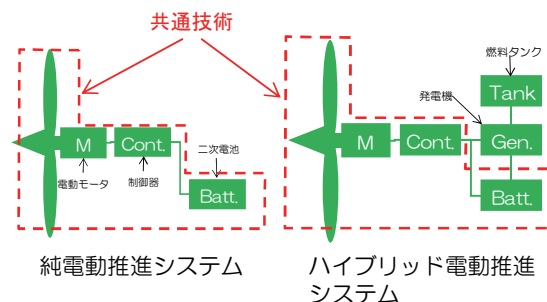 共通技術
燃料タンク
発電機
Tank
M
Cont.
二次電池
電動モータ
制御器
Batt.
M
Cont.
Gen.
Batt.
純電動推進システム
ハイブリッド電動推進
システム